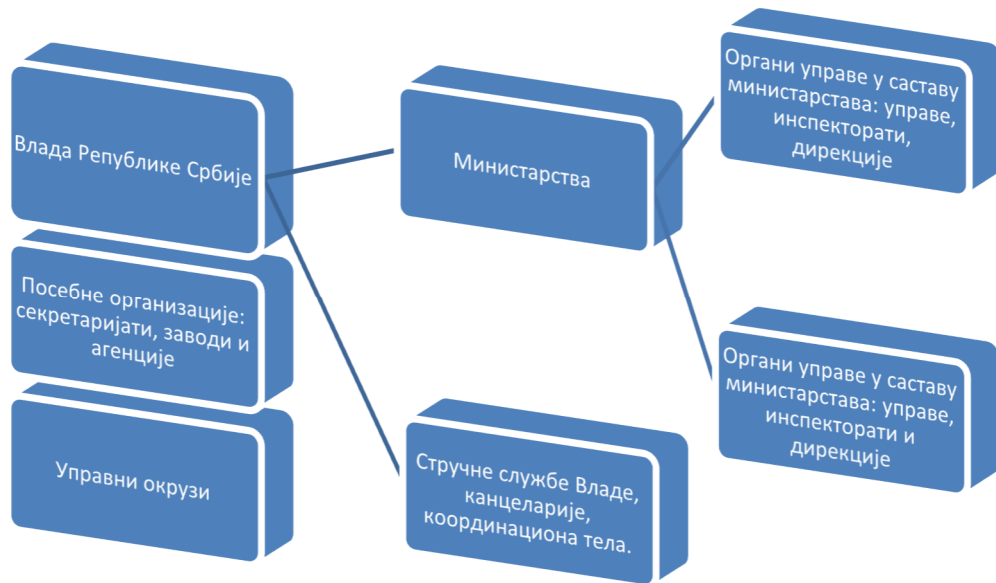 Влада Републике Србије
Посебне организације:
секретаријати, заводи и
агенције
Управни окрузи
Министарства
Стручне службе Владе,
канцеларије,
координациона тела.
Органи управе у саставу
министарстава: управе,
инспекторати,
дирекције
Органи управе у саставу
министарстава: управе,
инспекторати и
дирекције